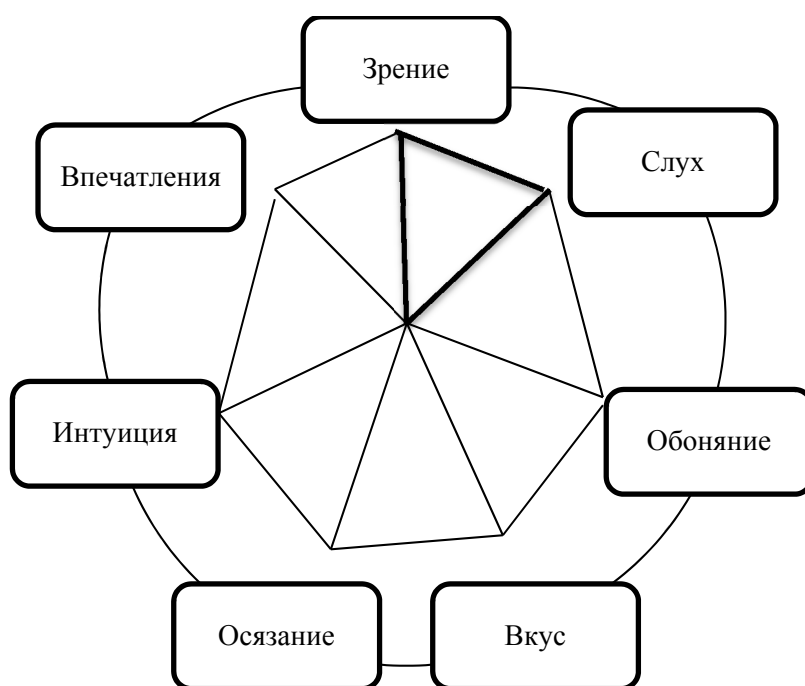 Зрение
Слух
Впечатления
Интуиция
Обоняние
Осязание
Вкус